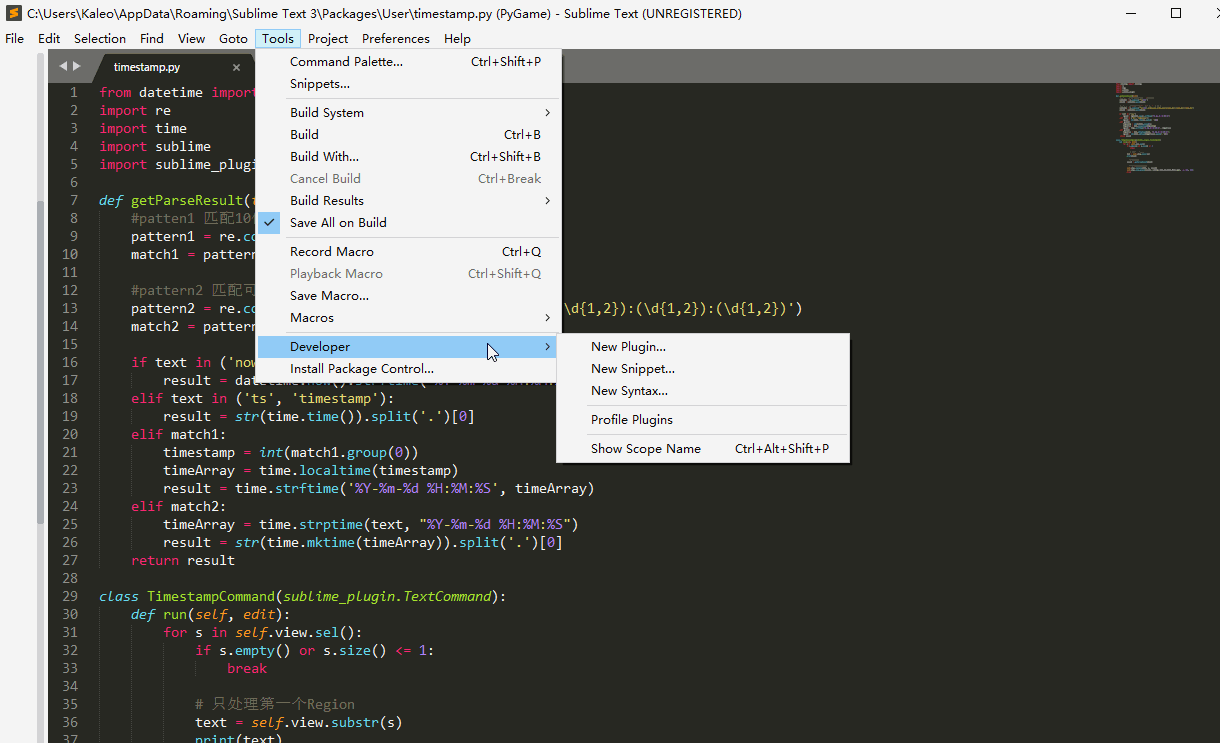 C:\Users\Kaleo\AppData\Roaming\Sublime Text 3\Packages\User\timestamp.py (PyGame) - Sublime Text (UNREGISTERED)
File Edit Selection Find View Goto Tools Project Preferences Help
timestamp.py
Command Palette... Ctrl+Shift+P
Snippets...
Build System
Build Ctrl+B
Build With... Ctrl+Shift+B
Cancel Build Ctrl+Break
Build Results
Save All on Build
Record Macro Ctrl+Q
Playback Macro Ctrl+Shift+Q
Save Macro...
Macros
Developer
Install Package Control...
New Plugin...
New Snippet...
New Syntax...
Profile Plugins
Show Scope Name Ctrl+Alt+Shift+P
1 from datetime import
2 import re
3 import time
4 import sublime
5 import sublime_plugi
6
7 def getParseResult(
8 #patten1 匹配10
9 pattern1 = re.co
10 match1 = pattern
11
12 #pattern2 匹配可
13 pattern2 = re.co \d{1,2}):(\d{1,2}):(\d{1,2})')
14 match2 = pattern
15
16 if text in ('now
17 result = datetime.now().strftime(
18 elif text in ('ts', 'timestamp'):
19 result = str(time.time()).split('.')[0]
20 elif match1:
21 timestamp = int(match1.group(0))
22 timeArray = time.localtime(timestamp)
23 result = time.strftime('%Y-%m-%d %H:%M:%S', timeArray)
24 elif match2:
25 timeArray = time.strptime(text, "%Y-%m-%d %H:%M:%S")
26 result = str(time.mktime(timeArray)).split('.')[0]
27 return result
28
29 class TimestampCommand(sublime_plugin.TextCommand):
30 def run(self, edit):
31 for s in self.view.sel():
32 if s.empty() or s.size() <= 1:
33 break
34
35 # 只处理第一个Region
36 text = self.view.substr(s)
37 print(text)